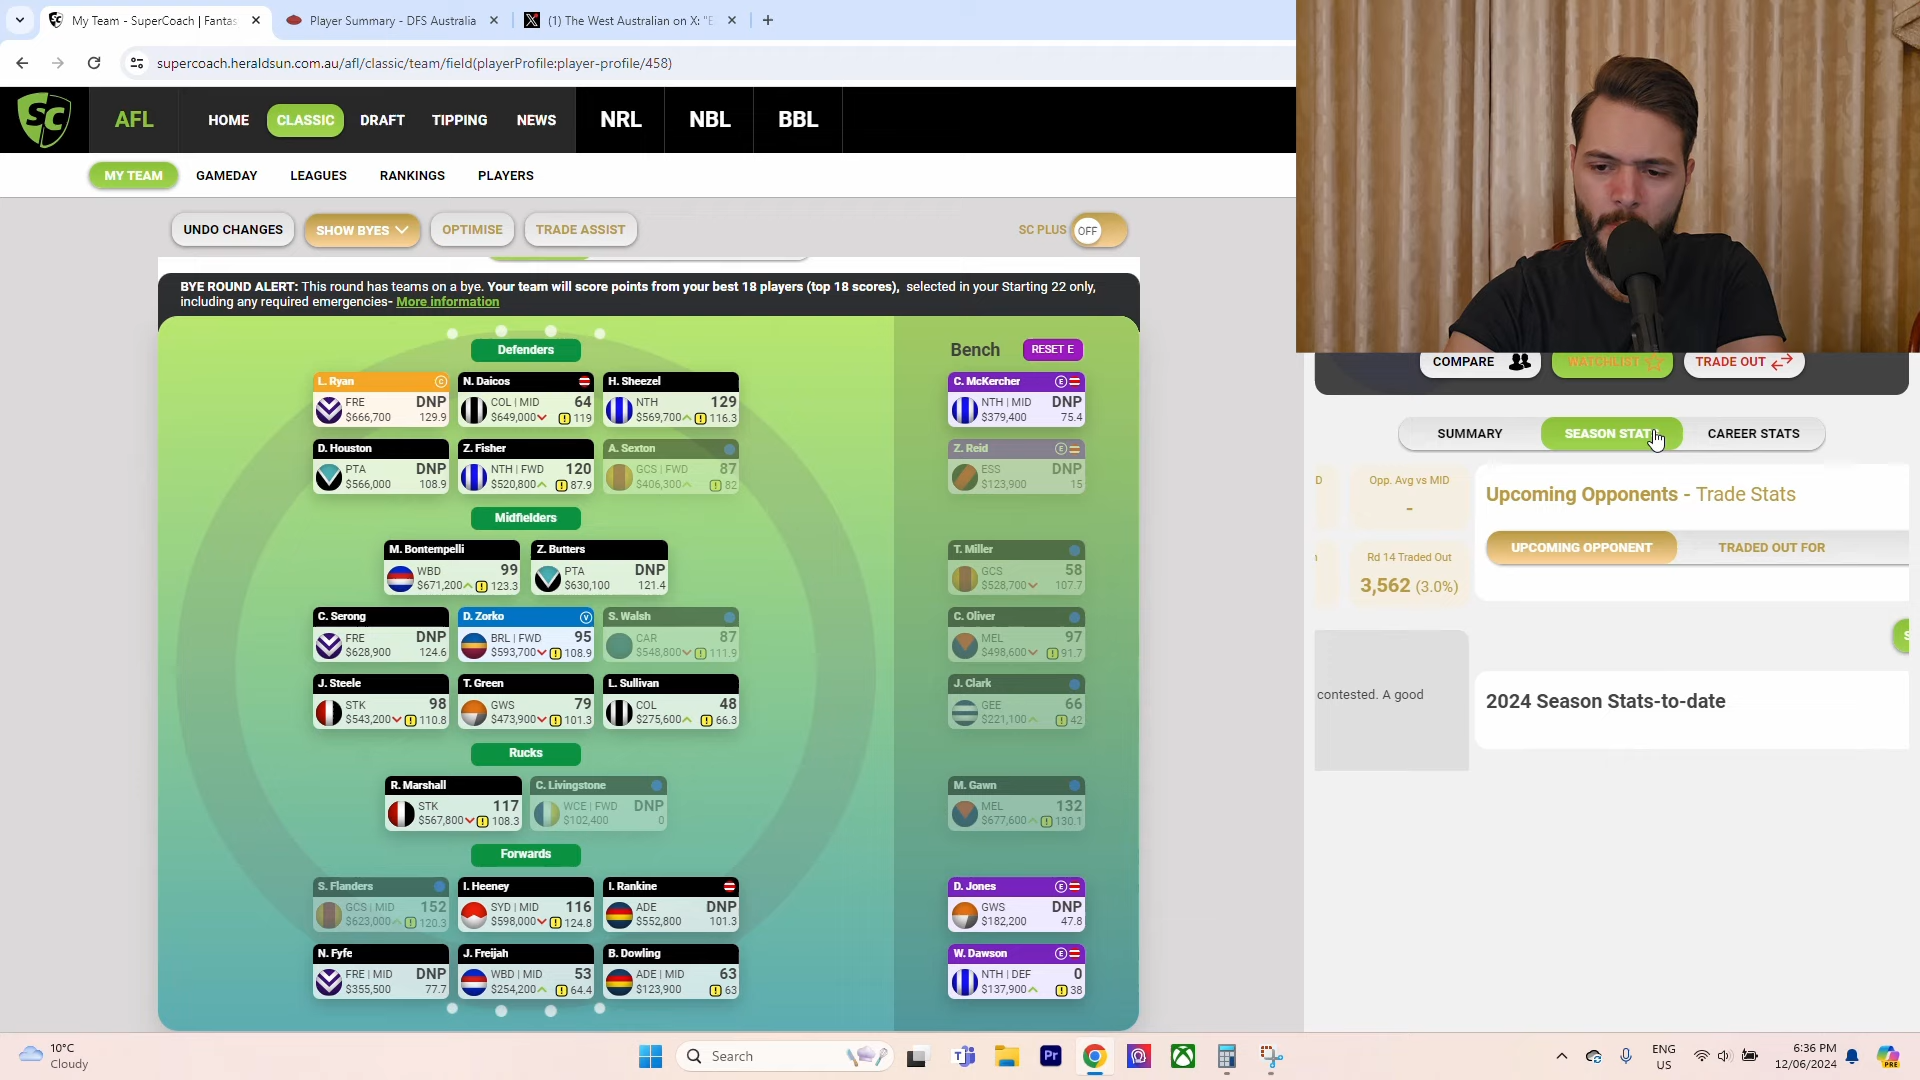 My Team - SuperCoach | Fantas
Player Summary - DFS Australia
X (1) The West Australian on X: "E
supercoach.heraldsun.com.au/afl/classic/team/field(playerProfile:player-profile/458)
SC AFL HOME CLASSIC DRAFT TIPPING NEWS NRL NBL BBL
MY TEAM GAMEDAY LEAGUES RANKINGS PLAYERS
UNDO CHANGES SHOW BYES OPTIMISE TRADE ASSIST SC PLUS OFF
BYE ROUND ALERT: This round has teams on a bye. Your team will score points from your best 18 players (top 18 scores), selected in your Starting 22 only,
including any required emergencies- More information
Defenders
Bench RESET E
L. Ryan C
FRE DNP
$666,700 129.9
N. Daicos
COL | MID 64
$649,000 119
H. Sheezel
NTH 129
$569,700 116.3
C. McKercher E
NTH | MID DNP
$379,400 75.4
D. Houston
PTA DNP
$566,000 108.9
Z. Fisher
NTH | FWD 120
$520,800 87.9
A. Sexton
GCS | FWD 87
$406,300 82
Z. Reid E
ESS DNP
$123,900 15
Midfielders
M. Bontempelli
WBD 99
$671,200 123.3
Z. Butters
PTA DNP
$630,100 121.4
T. Miller
GCS 58
$528,700 107.7
C. Serong
FRE DNP
$628,900 124.6
D. Zorko V
BRL | FWD 95
$593,700 108.9
S. Walsh
CAR 87
$548,800 111.9
C. Oliver
MEL 97
$498,600 91.7
J. Steele
STK 98
$543,200 110.8
T. Green
GWS 79
$473,900 101.3
L. Sullivan
COL 48
$275,600 66.3
J. Clark
GEE 66
$221,100 42
Rucks
R. Marshall
STK 117
$567,800 108.3
C. Livingstone
WCE | FWD DNP
$102,400 0
M. Gawn
MEL 132
$677,600 130.1
Forwards
S. Flanders
GCS | MID 152
$623,000 120.3
I. Heeney
SYD | MID 116
$598,000 124.8
I. Rankine
ADE DNP
$552,800 101.3
D. Jones E
GWS DNP
$182,200 47.8
N. Fyfe
FRE | MID DNP
$355,500 77.7
J. Freijah
WBD | MID 53
$254,200 64.4
B. Dowling
ADE | MID 63
$123,900 63
W. Dawson E
NTH | DEF 0
$137,900 38
COMPARE WATCHLIST TRADE OUT
SUMMARY SEASON STATS CAREER STATS
D Opp. Avg vs MID
-
Rd 14 Traded Out
3,562 (3.0%)
contested. A good
Upcoming Opponents - Trade Stats
UPCOMING OPPONENT TRADED OUT FOR
S
2024 Season Stats-to-date
10°C
Cloudy
Search
Pr
ENG
US
6:36 PM
12/06/2024
PRE